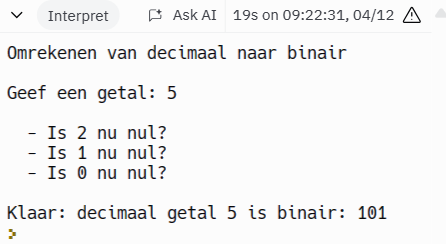 Interpret Ask AI 19s on 09:22:31, 04/12
Omrekenen van decimaal naar binair
Geef een getal: 5
- Is 2 nu nul?
- Is 1 nu nul?
- Is 0 nu nul?
Klaar: decimaal getal 5 is binair: 101